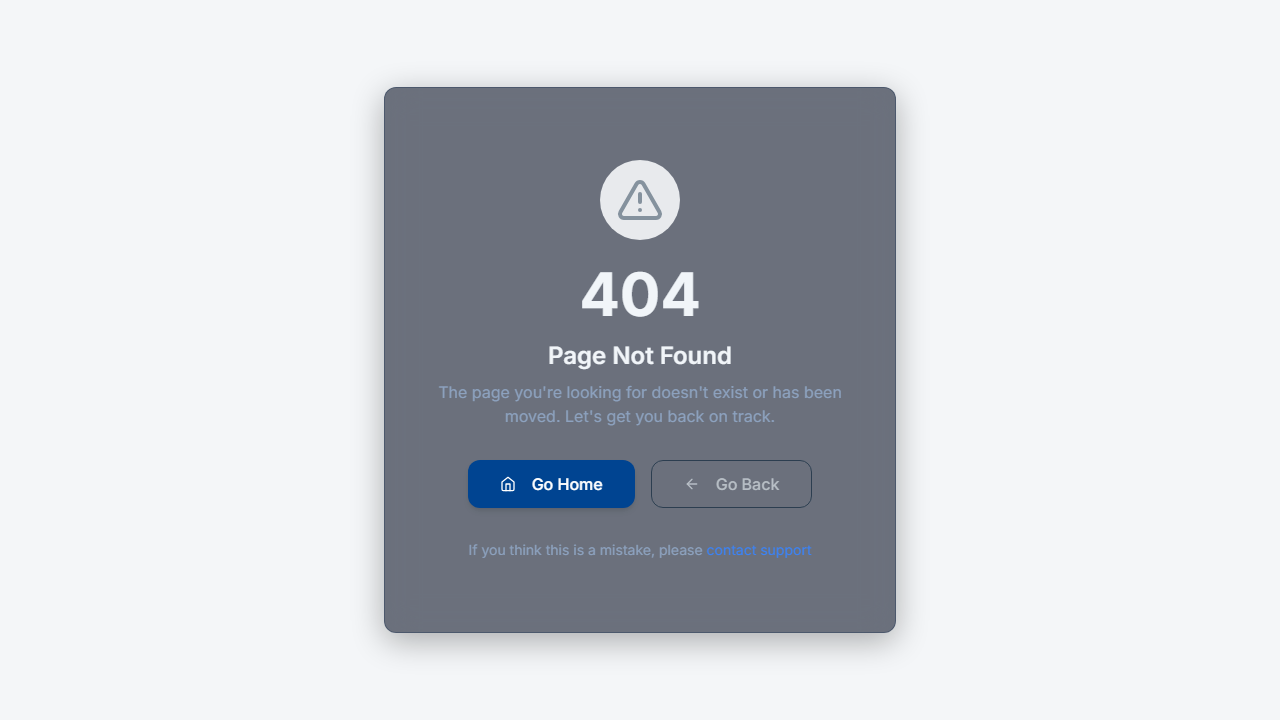 404
Page Not Found
The page you're looking for doesn't exist or has been
moved. Let's get you back on track.
Go Home
Go Back
If you think this is a mistake, please contact support